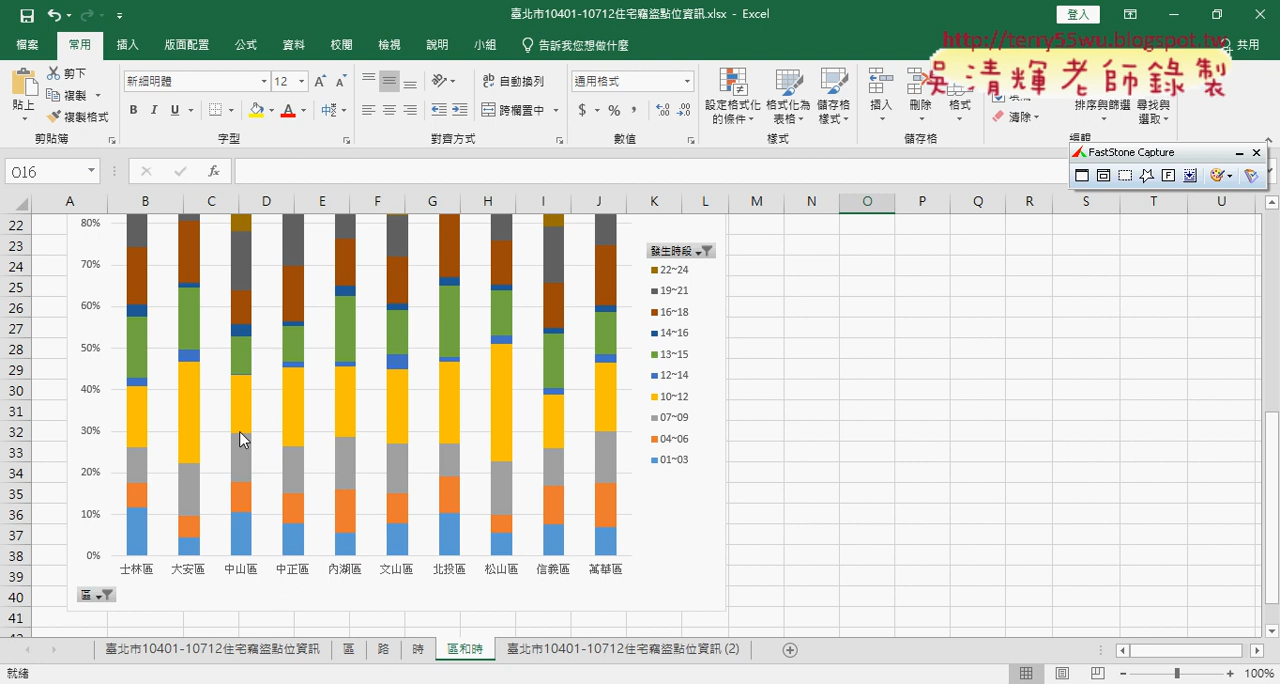 臺北市10401-10712住宅竊盜點位資訊.xlsx - Excel
登入
檔案 常用 插入 版面配置 公式 資料 校閱 檢視 說明 小組 告訴我您想做什麼 共用
http://terry55wu.blogspot.tw
吳清輝老師錄製
貼上 剪下 複製 複製格式 剪貼簿
新細明體 12 B I U 字型
自動換列 跨欄置中 對齊方式
通用格式 $ % 數值
設定格式化的條件 格式化為表格 儲存格樣式 樣式
插入 刪除 格式 儲存格
清除 排序與篩選 尋找與選取 編輯
FastStone Capture
O16 fx
A B C D E F G H I J K L M N O P Q R S T U
22
23
24
25
26
27
28
29
30
31
32
33
34
35
36
37
38
39
40
41
80%
70%
60%
50%
40%
30%
20%
10%
0%
士林區 大安區 中山區 中正區 內湖區 文山區 北投區 松山區 信義區 萬華區
區
發生時段
22~24
19~21
16~18
14~16
13~15
12~14
10~12
07~09
04~06
01~03
臺北市10401-10712住宅竊盜點位資訊 區 路 時 區和時 臺北市10401-10712住宅竊盜點位資訊 (2)
就緒 100%